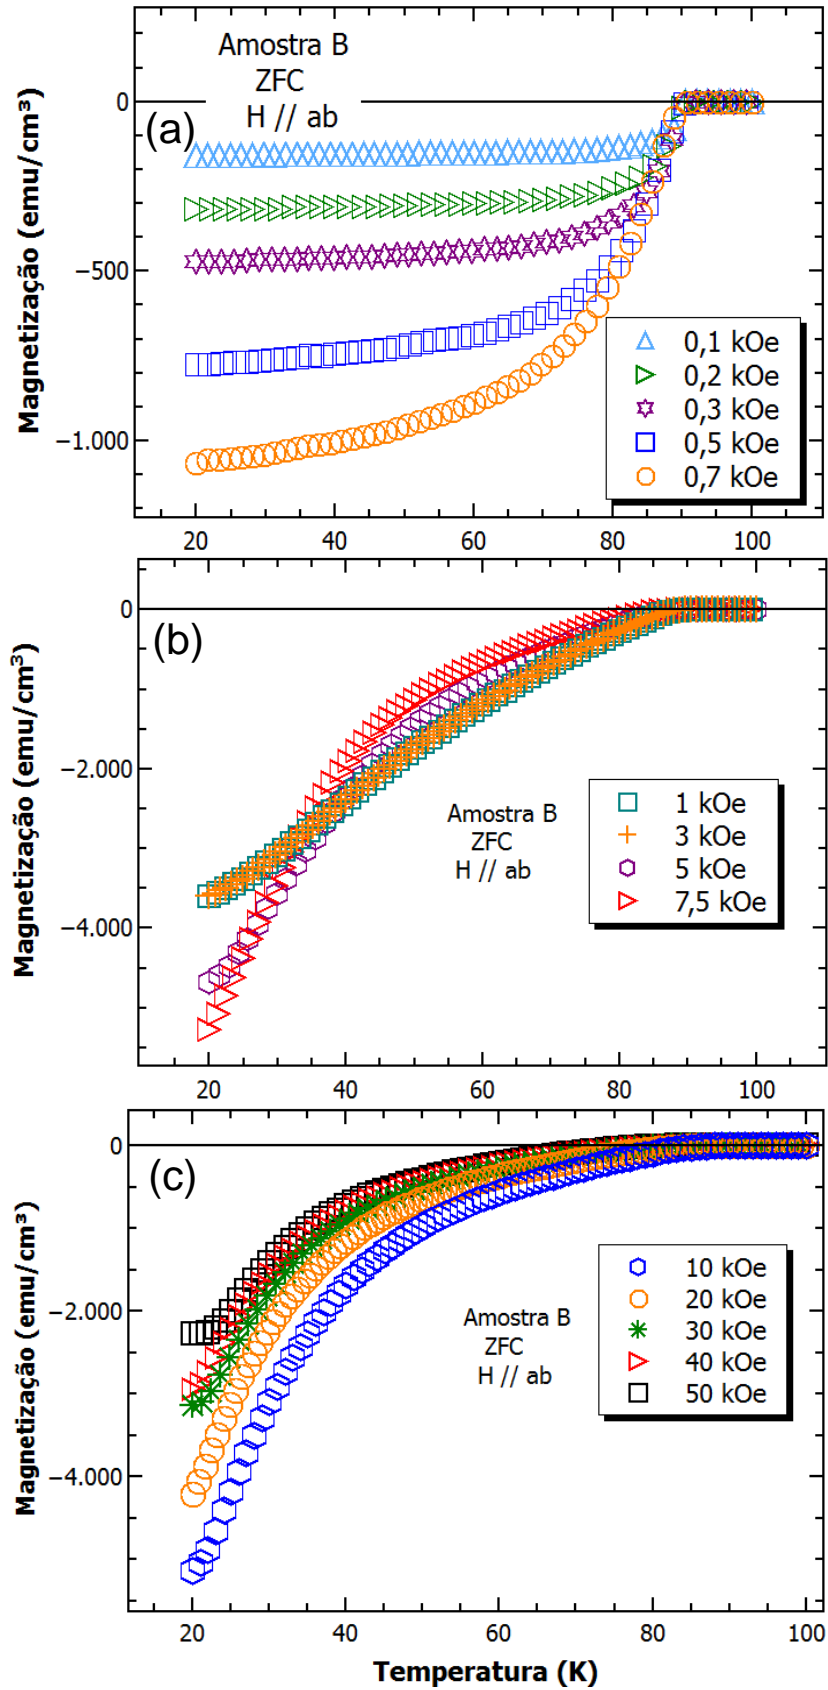 Amostra B
ZFC
H // ab
(a)
Magnetização (emu/cm³)
0
−500
−1.000
0,1 kOe
0,2 kOe
0,3 kOe
0,5 kOe
0,7 kOe
20 40 60 80 100
(b)
Magnetização (emu/cm³)
0
−2.000
−4.000
Amostra B
ZFC
H // ab
1 kOe
3 kOe
5 kOe
7,5 kOe
20 40 60 80 100
(c)
Magnetização (emu/cm³)
0
−2.000
−4.000
Amostra B
ZFC
H // ab
10 kOe
20 kOe
30 kOe
40 kOe
50 kOe
20 40 60 80 100
Temperatura (K)